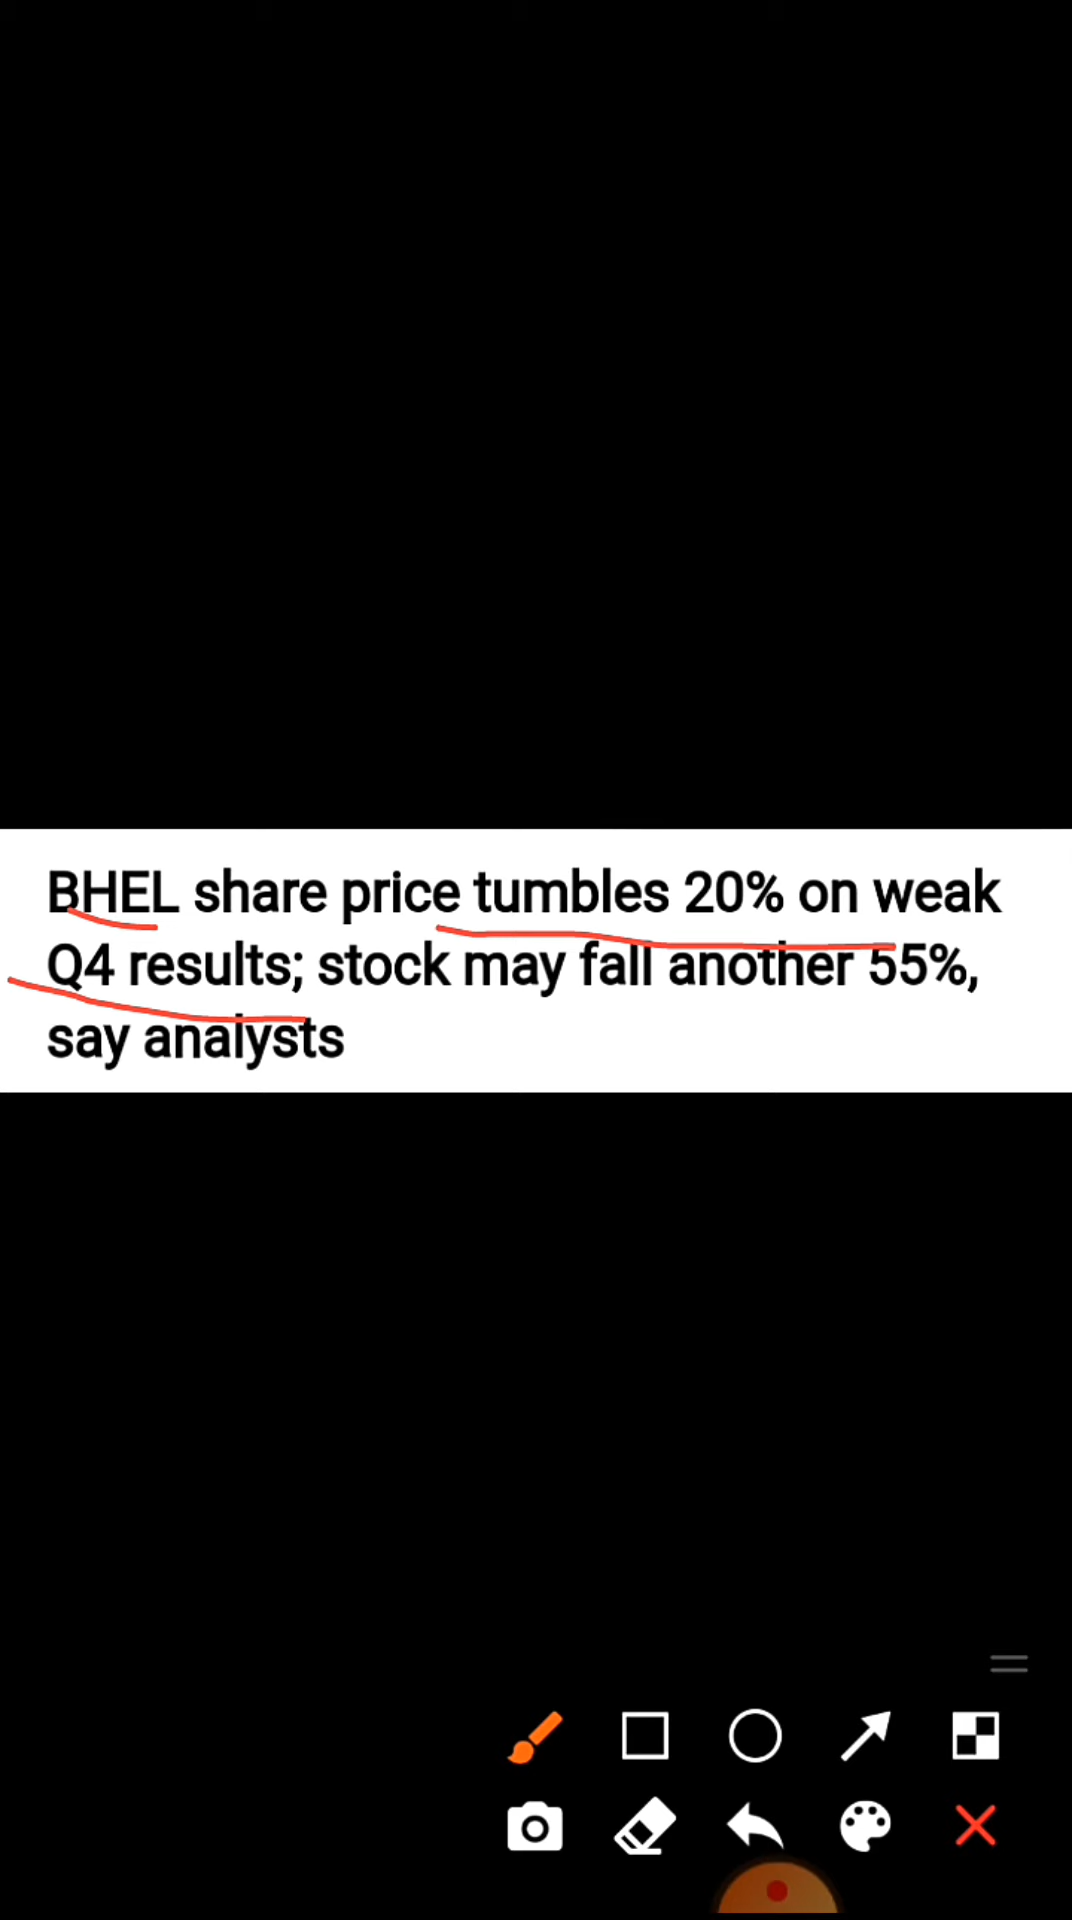 BHEL share price tumbles 20% on weak
Q4 results; stock may fall another 55%,
say analysts